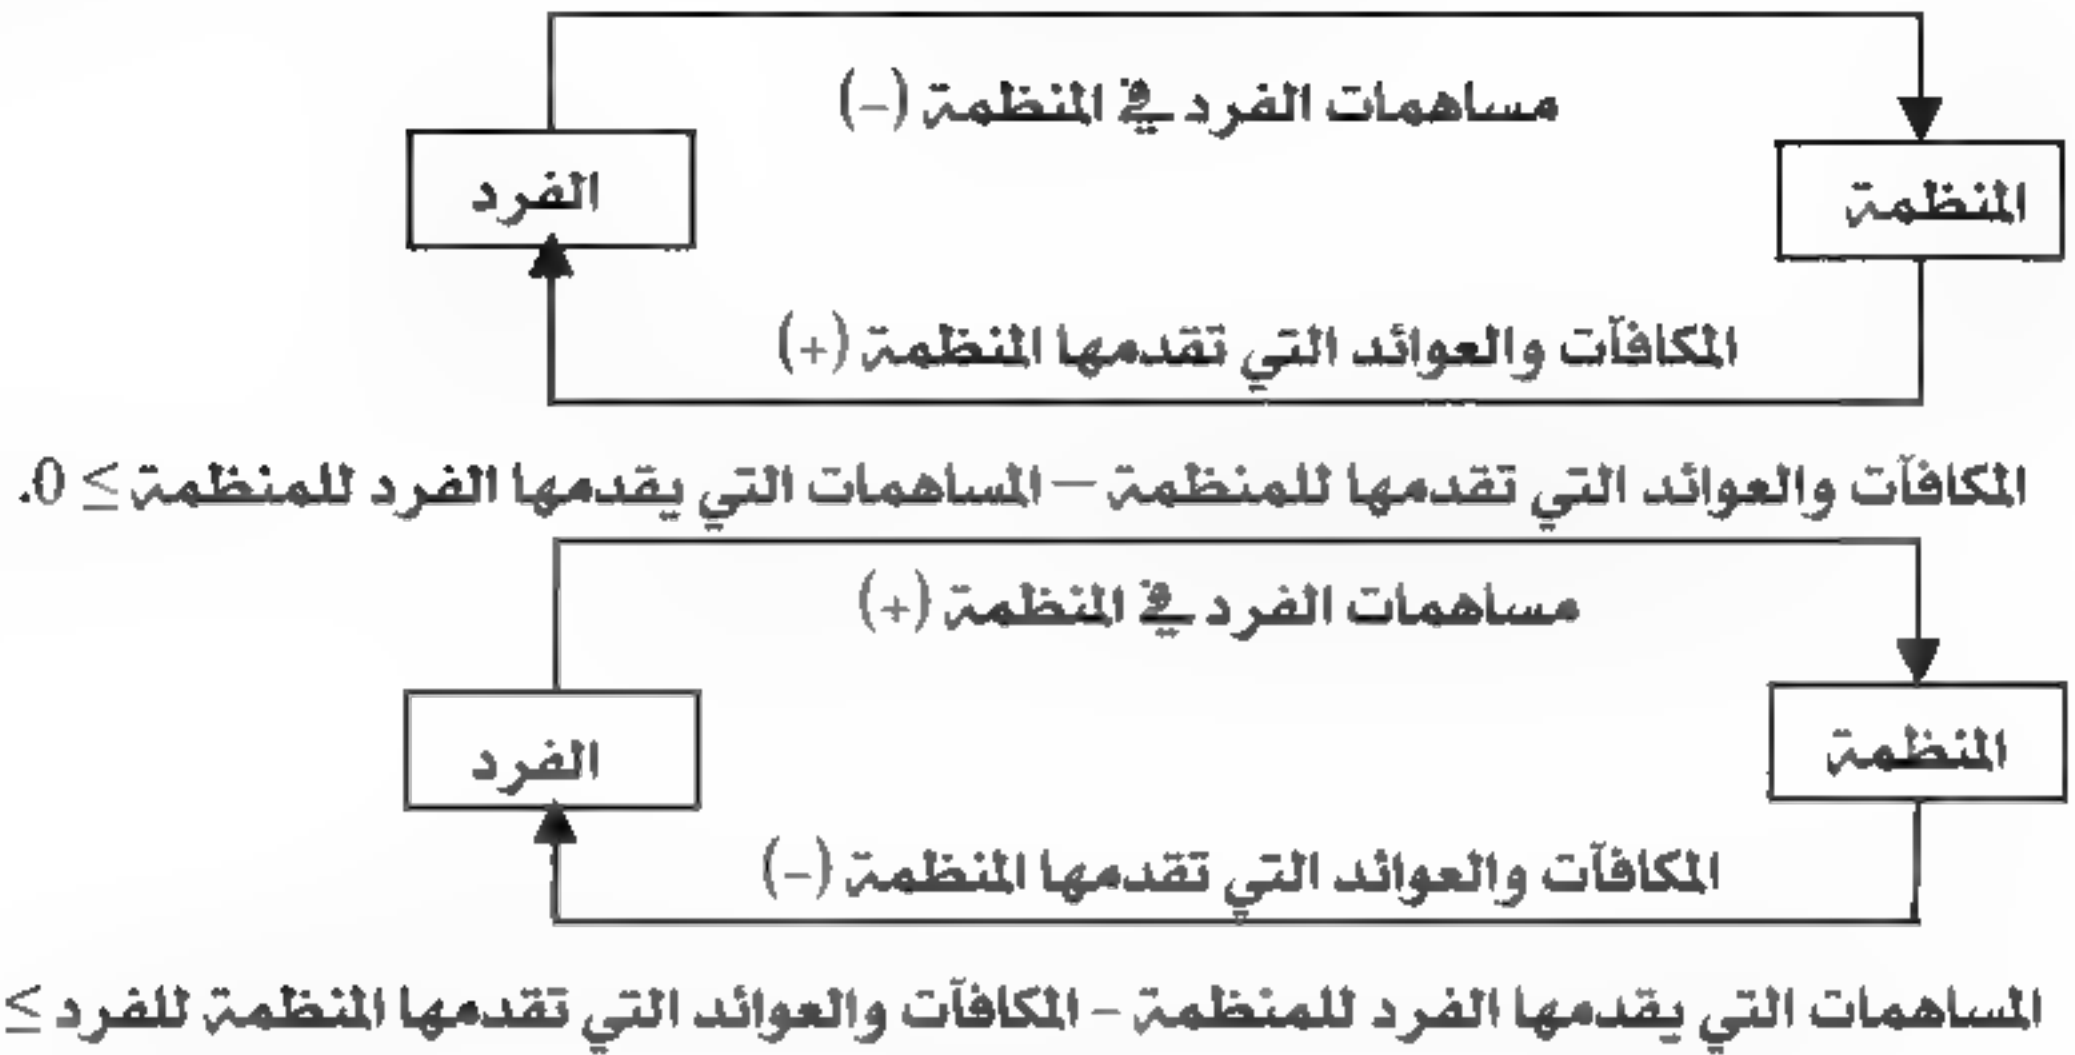 مساهمات الفرد في المنظمة (-)
المنظمة
الفرد
المكافآت والعوائد التي تقدمها المنظمة (+)
المكافآت والعوائد التي تقدمها للمنظمة – المساهمات التي يقدمها الفرد للمنظمة ≥ 0.
مساهمات الفرد في المنظمة (+)
المنظمة
الفرد
المكافآت والعوائد التي تقدمها المنظمة (-)
المساهمات التي يقدمها الفرد للمنظمة - المكافآت والعوائد التي تقدمها المنظمة للفرد ≥